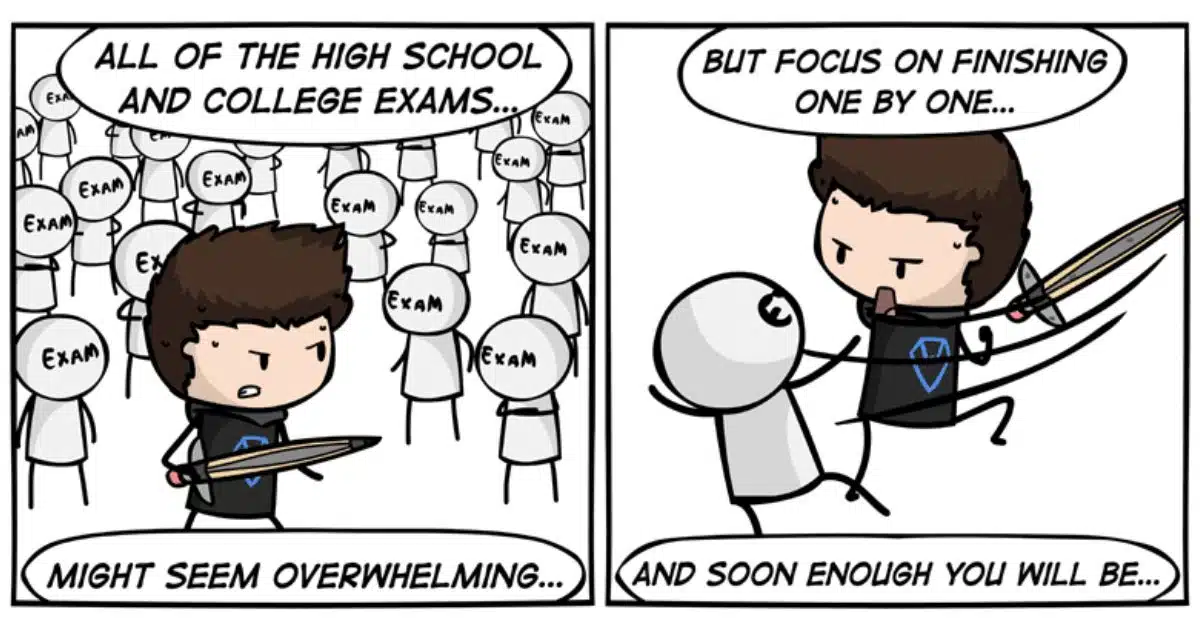 ALL OF THE HIGH SCHOOL
AND COLLEGE EXAMS...
EXAM
EXAM
EXAM
EXAM
EXAM
EXAM
EXAM
EXAM
EXAM
EXAM
EXAM
EXAM
MIGHT SEEM OVERWHELMING...
BUT FOCUS ON FINISHING
ONE BY ONE...
E
AND SOON ENOUGH YOU WILL BE...